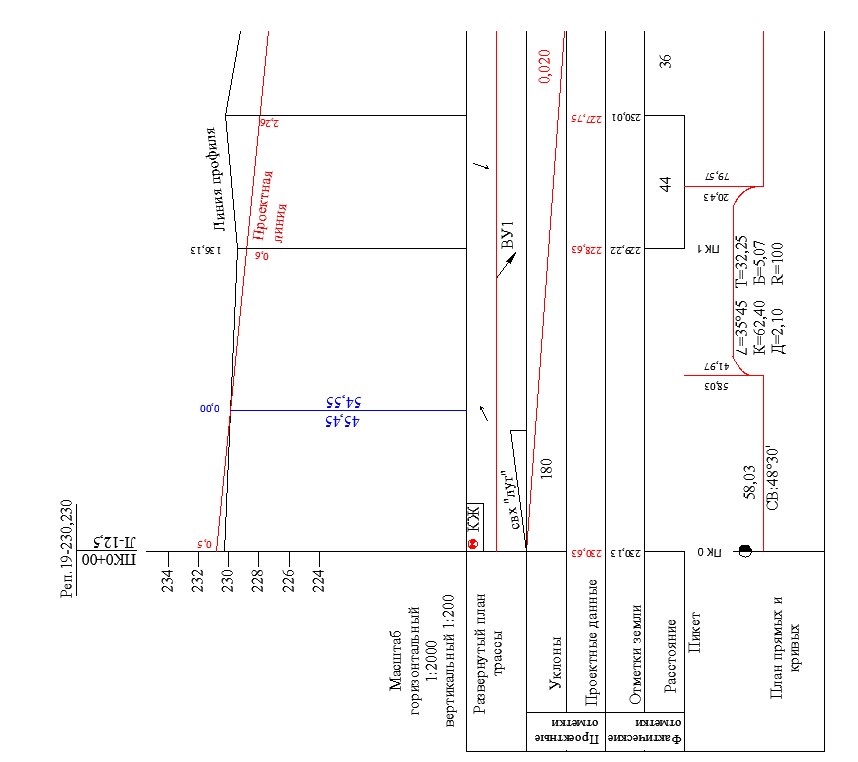 Реп.19-230,230
ПК0+00
Л-12,5
234
232
230
228
226
224
Масштаб
горизонтальный
1:2000
вертикальный 1:200
Линия профиля
Проектная
линия
0,5
0,00
136,13
0,6
2,26
45,45
54,55
Развернутый план
трассы
КЖ
ВУ1
свх "луг"
Проектные
отметки
Уклоны
180
0,020
Проектные данные
230,63
228,63
227,75
Фактические
отметки
Отметки земли
230,13
229,22
230,01
Расстояние
44
36
Пикет
ПК 0
ПК 1
58,03
41,97
20,43
79,57
План прямых и
кривых
58,03
СВ:48°30'
∠=35°45
К=62,40
Д=2,10
Т=32,25
Б=5,07
R=100